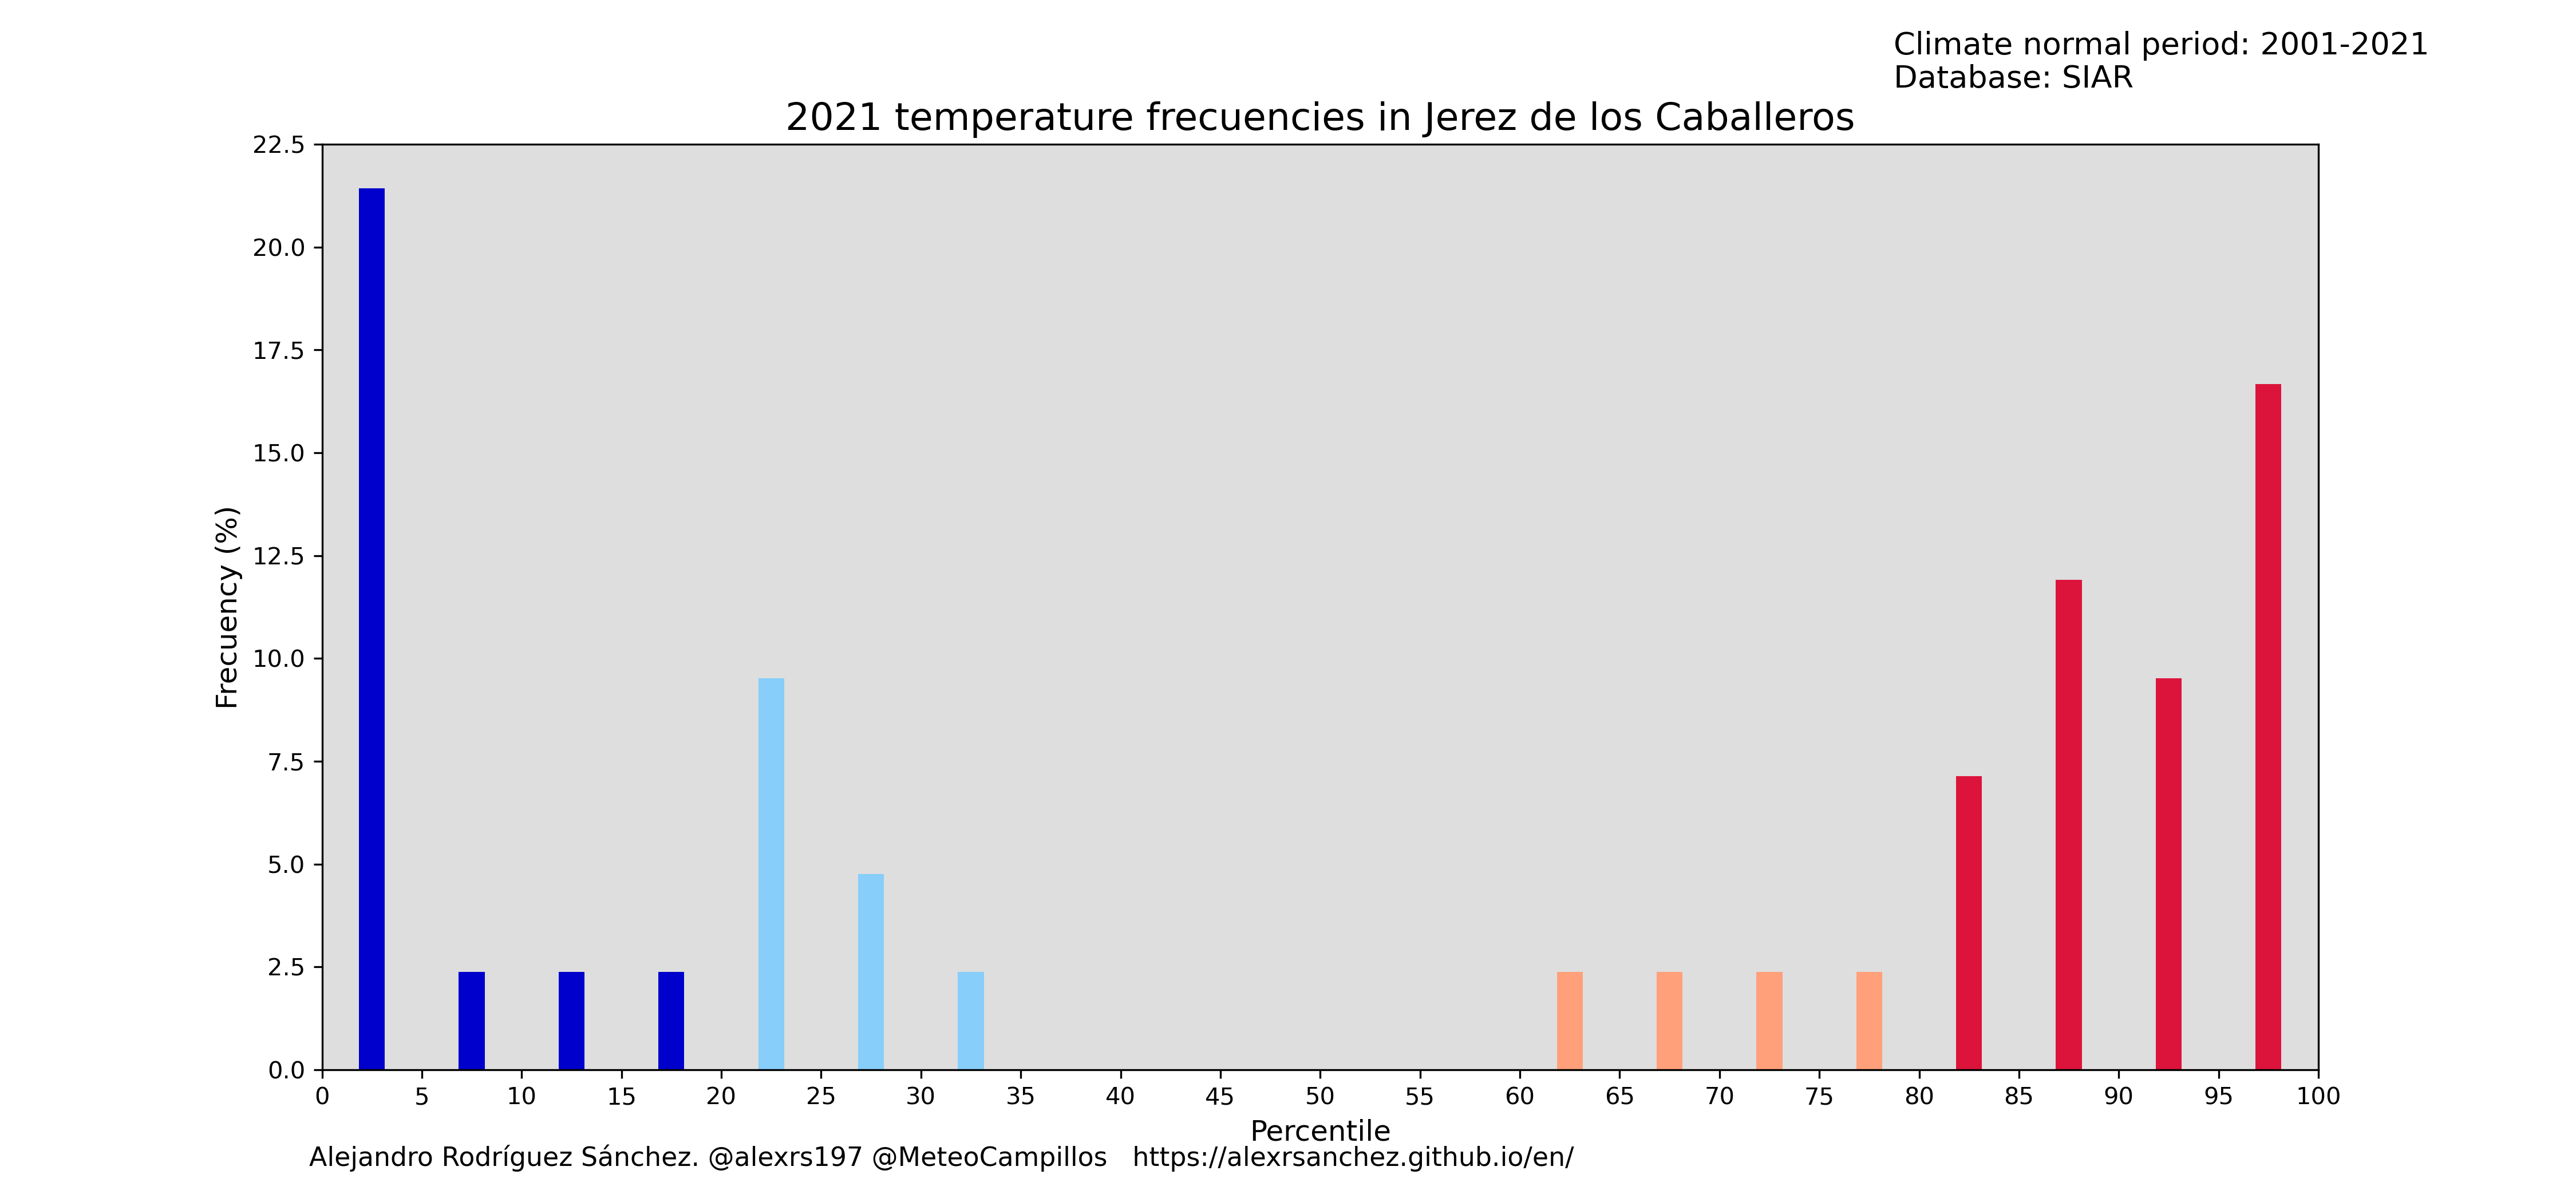 Climate normal period: 2001-2021
Database: SIAR
2021 temperature frecuencies in Jerez de los Caballeros
22.5
20.0
17.5
15.0
12.5
10.0
7.5
5.0
2.5
0.0
Frecuency (%)
0 5 10 15 20 25 30 35 40 45 50 55 60 65 70 75 80 85 90 95 100
Percentile
Alejandro Rodríguez Sánchez. @alexrs197 @MeteoCampillos https://alexrsanchez.github.io/en/